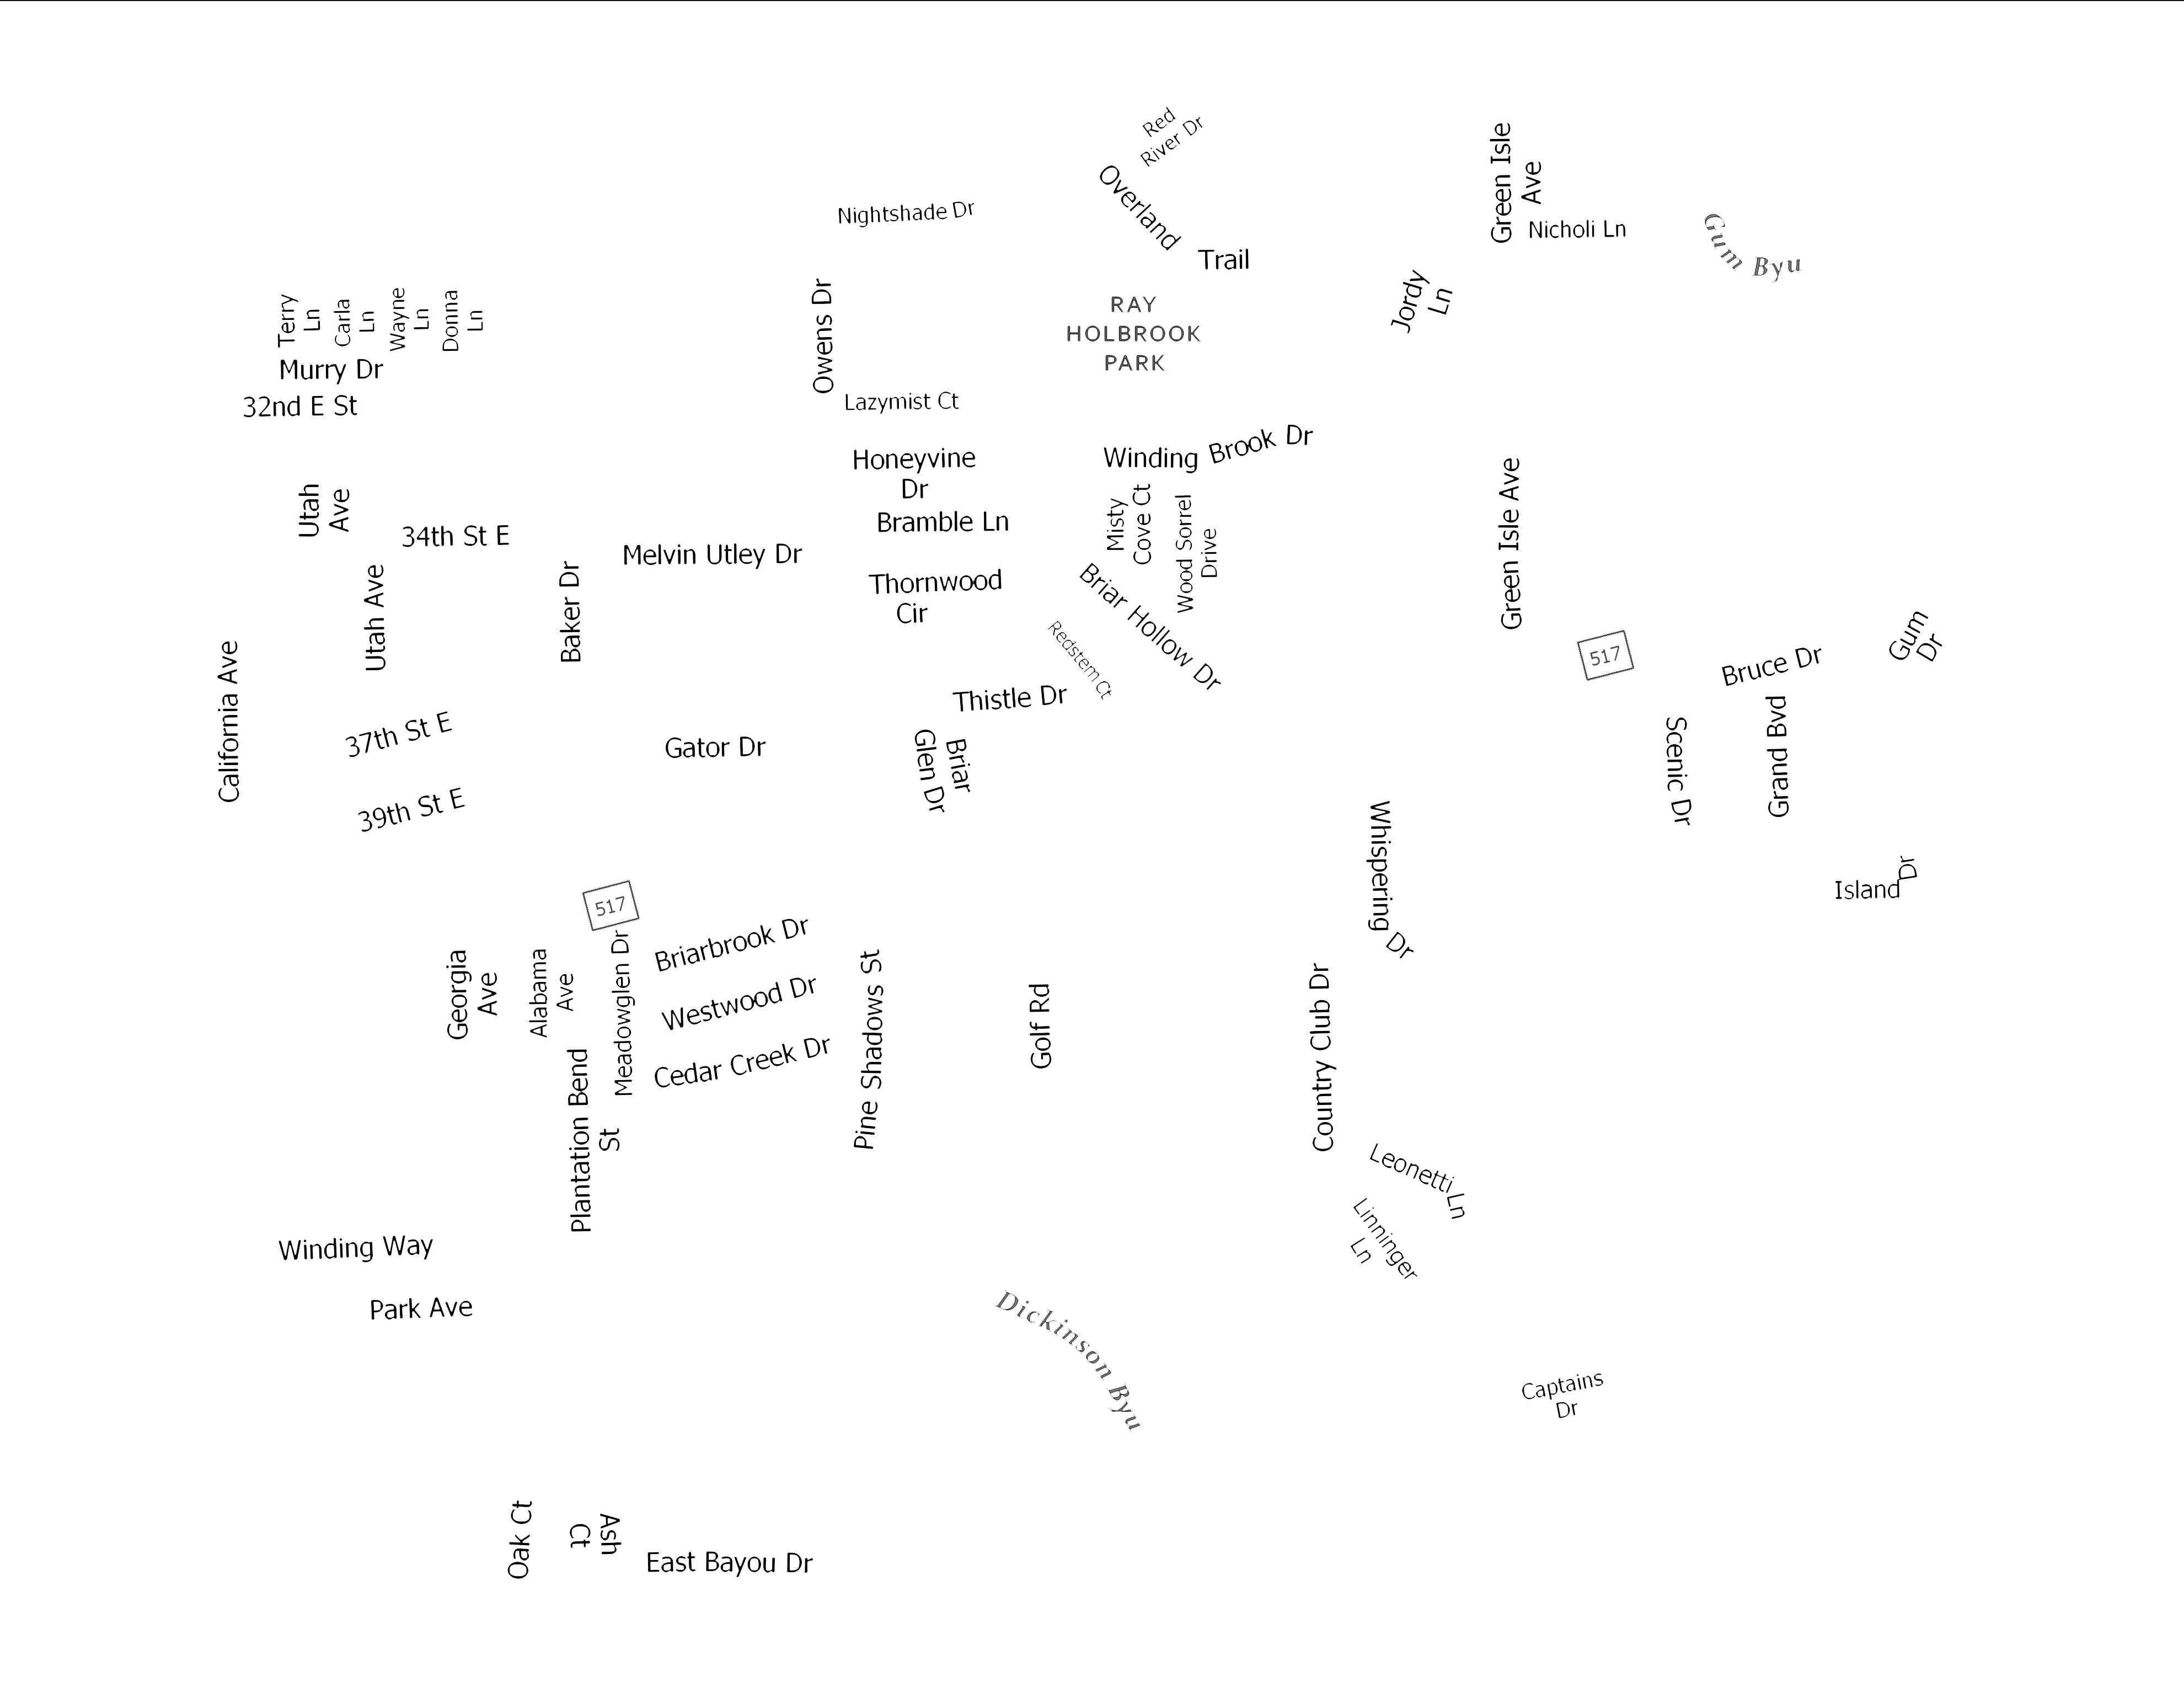 Red
River Dr
Overland
Trail
Green Isle
Ave
Nicholi Ln
Gum Byu
Nightshade Dr
Jordy
Ln
Owens Dr
RAY
HOLBROOK
PARK
Terry
Ln
Carla
Ln
Wayne
Ln
Donna
Ln
Murry Dr
32nd E St
Lazymist Ct
Honeyvine
Dr
Winding Brook Dr
Utah
Ave
34th St E
Melvin Utley Dr
Bramble Ln
Misty
Cove Ct
Wood Sorrel
Drive
Green Isle Ave
Utah Ave
Baker Dr
Thornwood
Cir
Briar Hollow Dr
Redstem Ct
517
Bruce Dr
Gum
Dr
California Ave
37th St E
Gator Dr
Thistle Dr
Briar
Glen Dr
Scenic Dr
Grand Bvd
39th St E
Whispering Dr
Island Dr
517
Georgia
Ave
Alabama
Ave
Meadowglen Dr
Briarbrook Dr
Westwood Dr
Cedar Creek Dr
Pine Shadows St
Golf Rd
Country Club Dr
Plantation Bend
St
Leonetti Ln
Linninger
Ln
Winding Way
Park Ave
Dickinson Byu
Captains
Dr
Oak Ct
Ash
Ct
East Bayou Dr